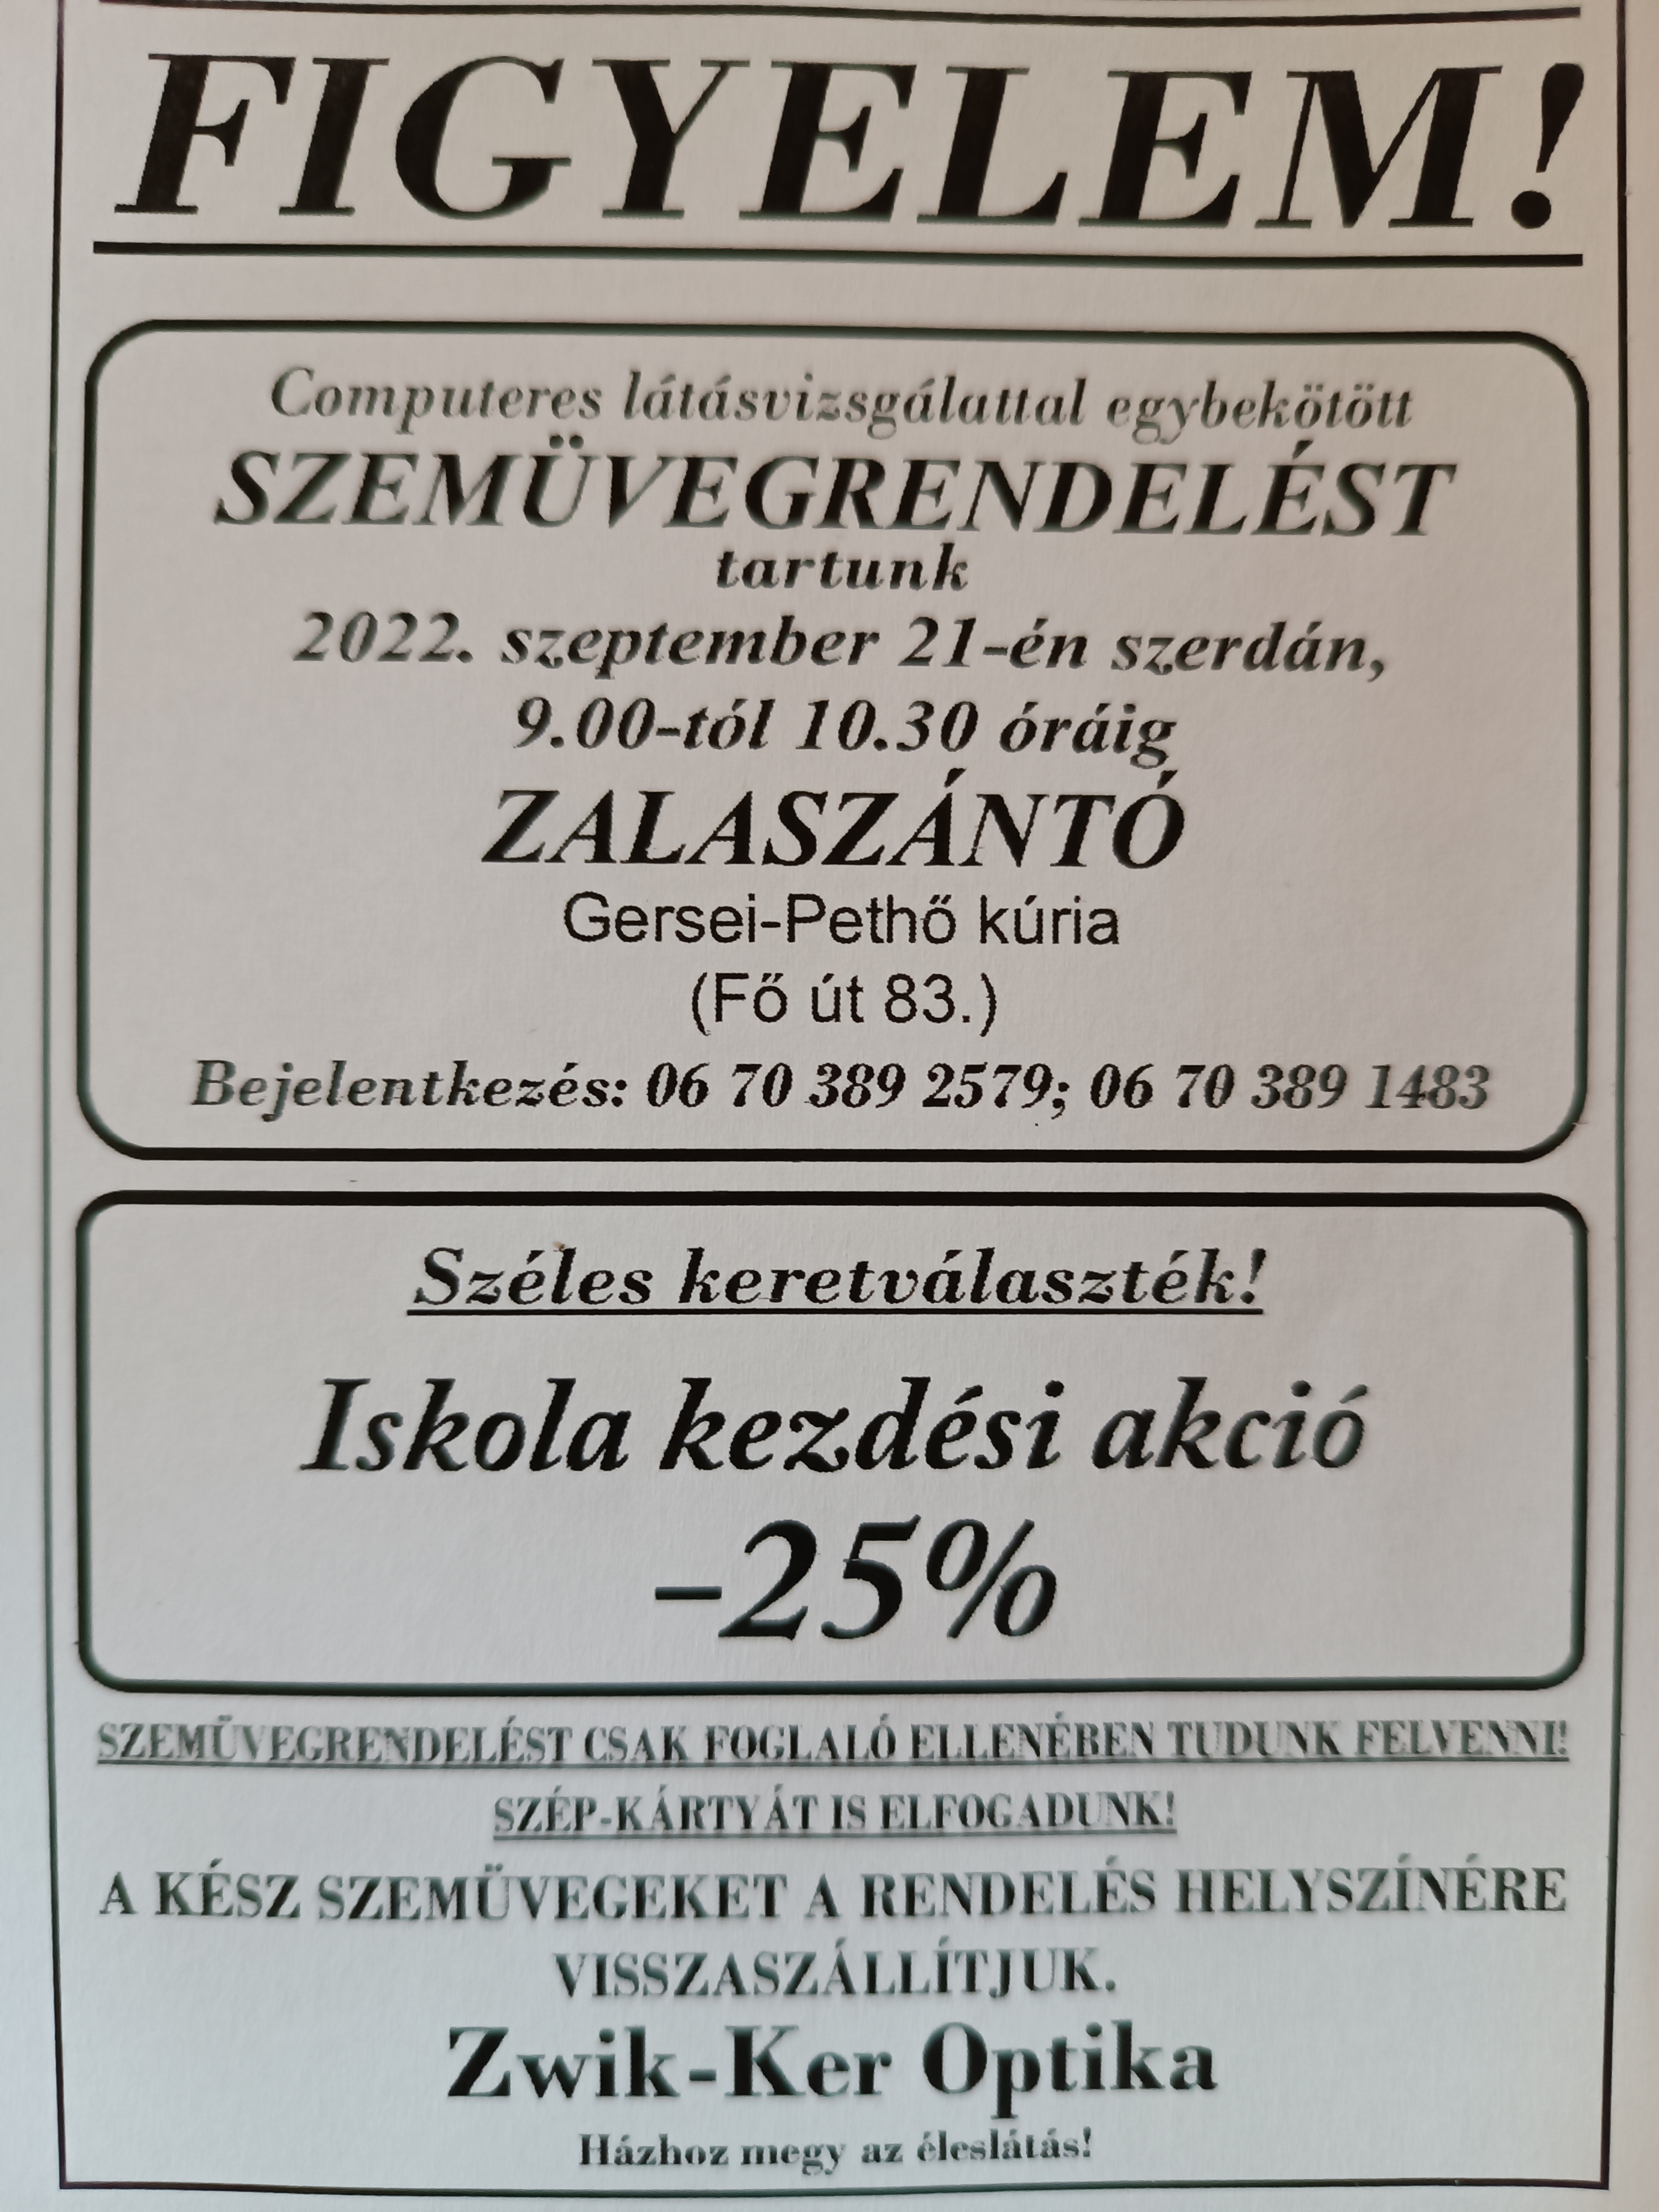 FIGYELEM!
Computeres látásvizsgálattal egybekötött
SZEMÜVEGRENDELÉST
tartunk
2022. szeptember 21-én szerdán,
9.00-tól 10.30 óráig
ZALASZÁNTÓ
Gersei-Pethő kúria
(Fő út 83.)
Bejelentkezés: 06 70 389 2579; 06 70 389 1483
Széles keretválaszték!
Iskola kezdési akció
-25%
SZEMÜVEGRENDELÉST CSAK FOGLALÓ ELLENÉBEN TUDUNK FELVENNI!
SZÉP-KÁRTYÁT IS ELFOGADUNK!
A KÉSZ SZEMÜVEGEKET A RENDELÉS HELYSZÍNÉRE
VISSZASZÁLLÍTJUK.
Zwik-Ker Optika
Házhoz megy az éleslátás!